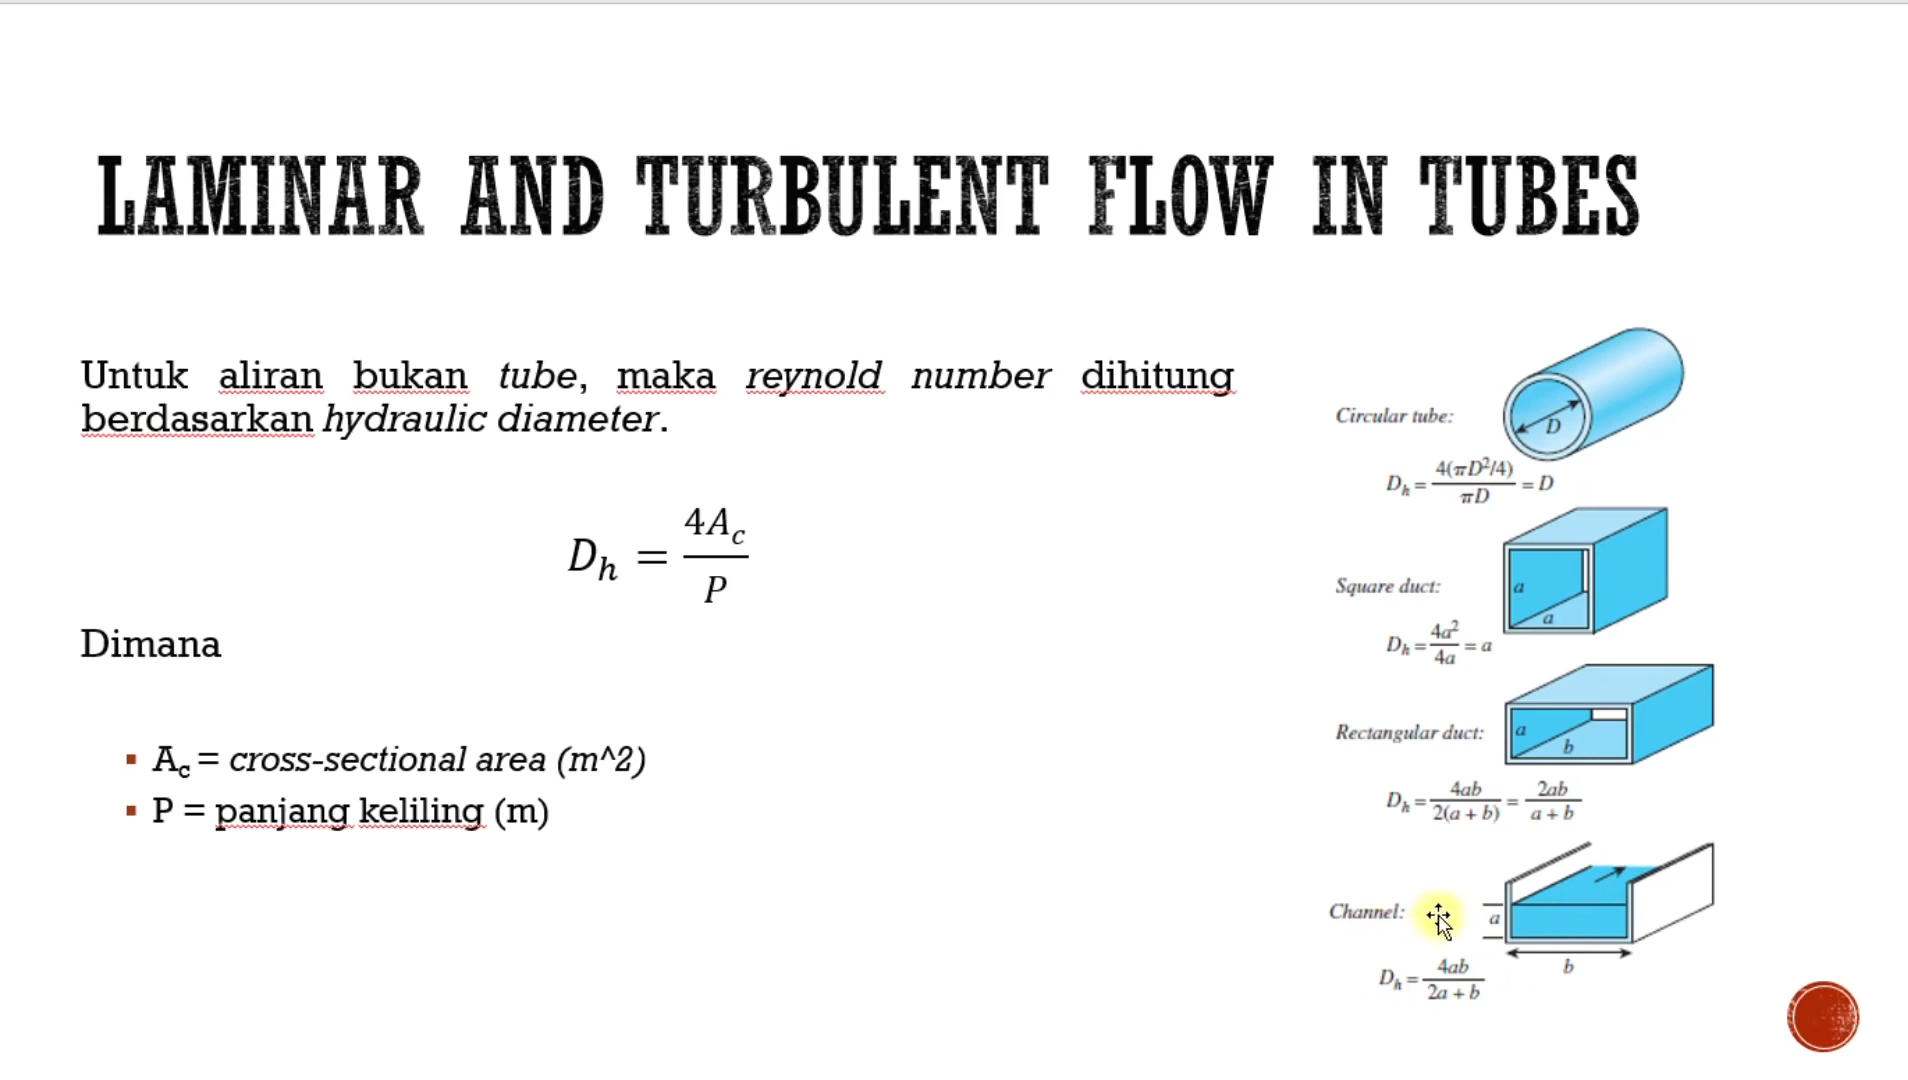 LAMINAR AND TURBULENT FLOW IN TUBES
Untuk aliran bukan tube, maka reynold number dihitung
berdasarkan hydraulic diameter.
D_h = 4A_c / P
Dimana
▪ A_c = cross-sectional area (m^2)
▪ P = panjang keliling (m)
Circular tube:
D
D_h = 4(πD²/4) / πD = D
Square duct:
a
a
D_h = 4a² / 4a = a
Rectangular duct:
a
b
D_h = 4ab / 2(a + b) = 2ab / a + b
Channel:
a
b
D_h = 4ab / 2a + b